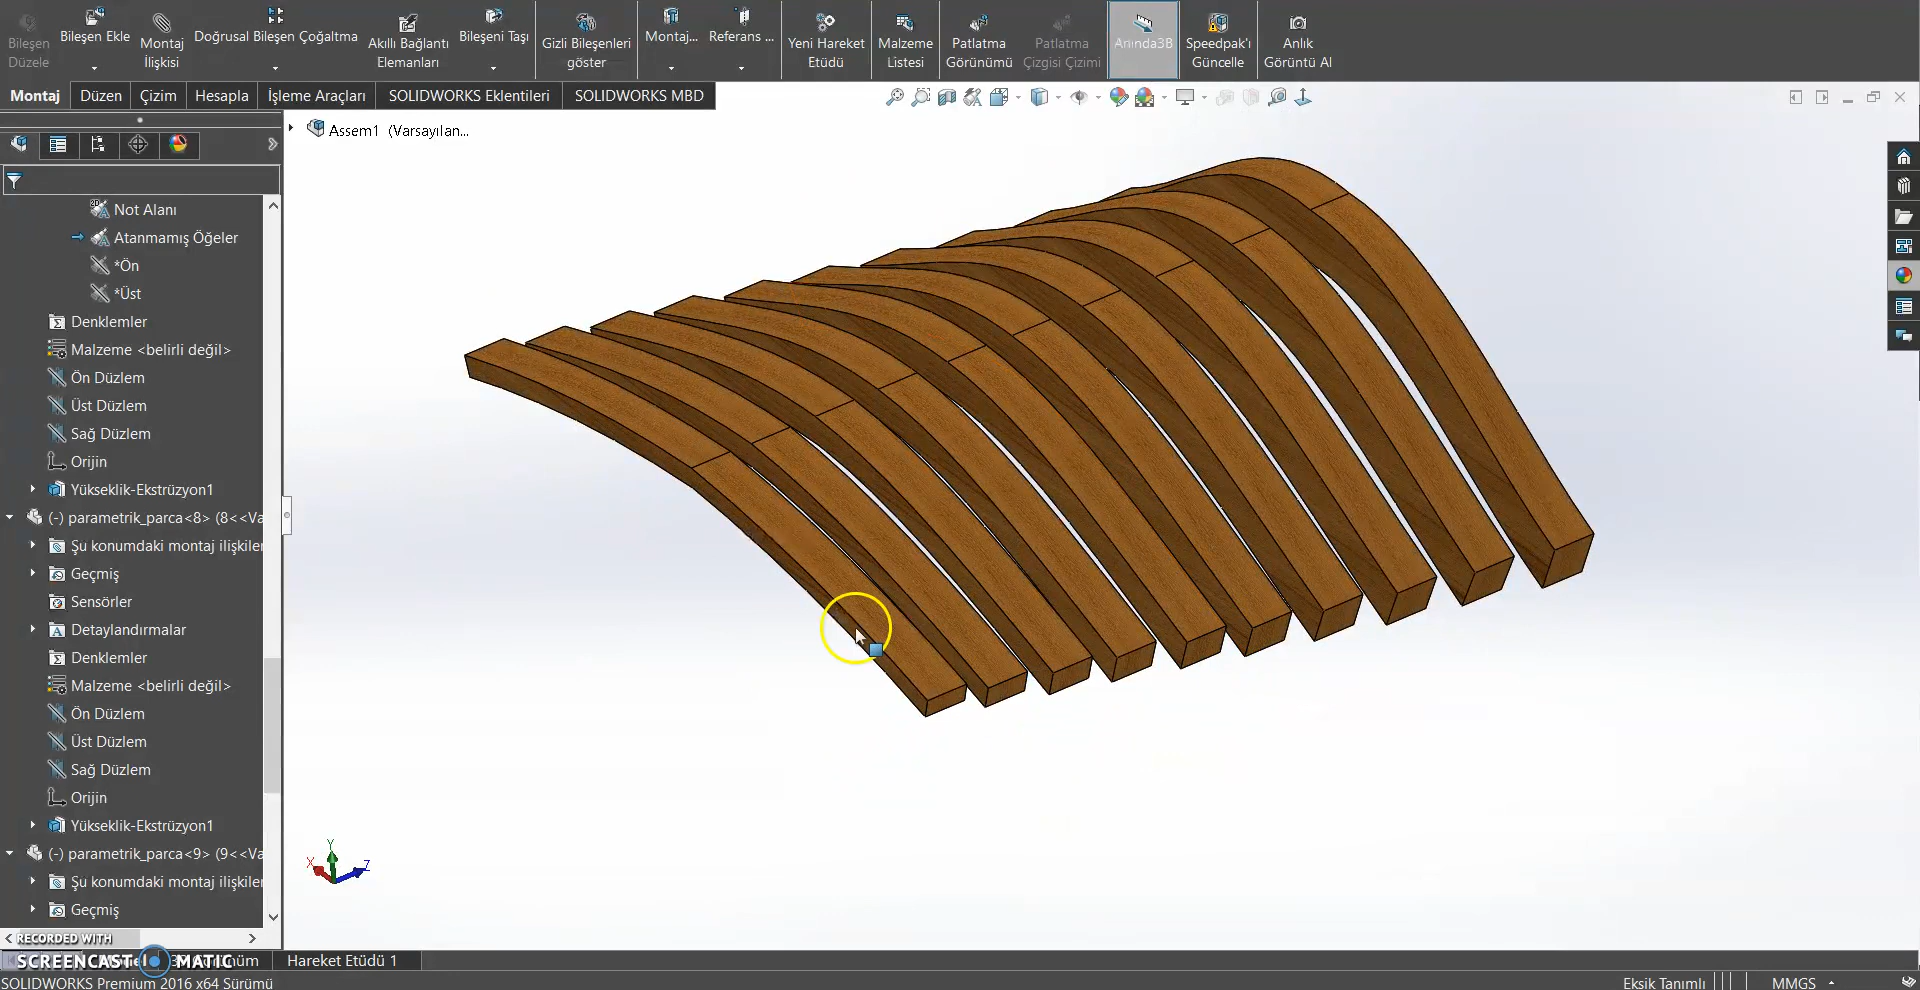 Bileşen Düzele
Bileşen Ekle
Montaj İlişkisi
Doğrusal Bileşen Çoğaltma
Akıllı Bağlantı Elemanları
Bileşeni Taşı
Gizli Bileşenleri göster
Montaj...
Referans ...
Yeni Hareket Etüdü
Malzeme Listesi
Patlatma Görünümü
Patlatma Çizgisi Çizimi
Anında3B
Speedpak'ı Güncelle
Anlık Görüntü Al
Montaj
Düzen
Çizim
Hesapla
İşleme Araçları
SOLIDWORKS Eklentileri
SOLIDWORKS MBD
Assem1 (Varsayılan...
Not Alanı
Atanmamış Öğeler
*Ön
*Üst
Denklemler
Malzeme <belirli değil>
Ön Düzlem
Üst Düzlem
Sağ Düzlem
Orijin
Yükseklik-Ekstrüzyon1
(-) parametrik_parca<8> (8<<Va
Şu konumdaki montaj ilişkiler
Geçmiş
Sensörler
Detaylandırmalar
Denklemler
Malzeme <belirli değil>
Ön Düzlem
Üst Düzlem
Sağ Düzlem
Orijin
Yükseklik-Ekstrüzyon1
(-) parametrik_parca<9> (9<<Va
Şu konumdaki montaj ilişkiler
Geçmiş
Y
X
Z
RECORDED WITH
SCREENCAST MATIC
Hareket Etüdü 1
SOLIDWORKS Premium 2016 x64 Sürümü
Eksik Tanımlı
MMGS